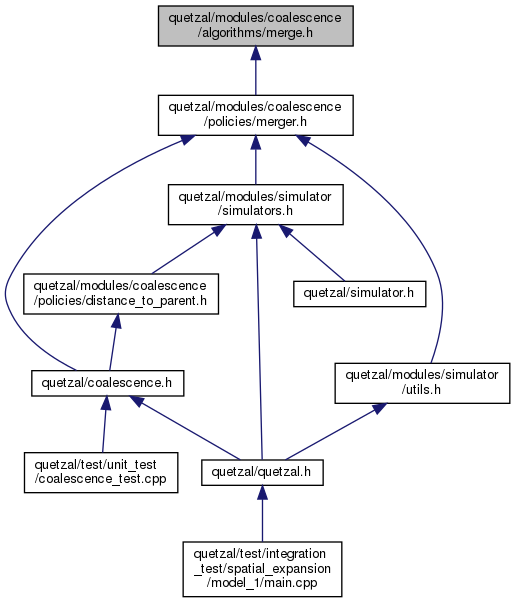 quetzal/modules/coalescence
/algorithms/merge.h
quetzal/modules/coalescence
/policies/merger.h
quetzal/modules/simulator
/simulators.h
quetzal/modules/coalescence
/policies/distance_to_parent.h
quetzal/simulator.h
quetzal/coalescence.h
quetzal/modules/simulator
/utils.h
quetzal/test/unit_test
/coalescence_test.cpp
quetzal/quetzal.h
quetzal/test/integration
_test/spatial_expansion
/model_1/main.cpp